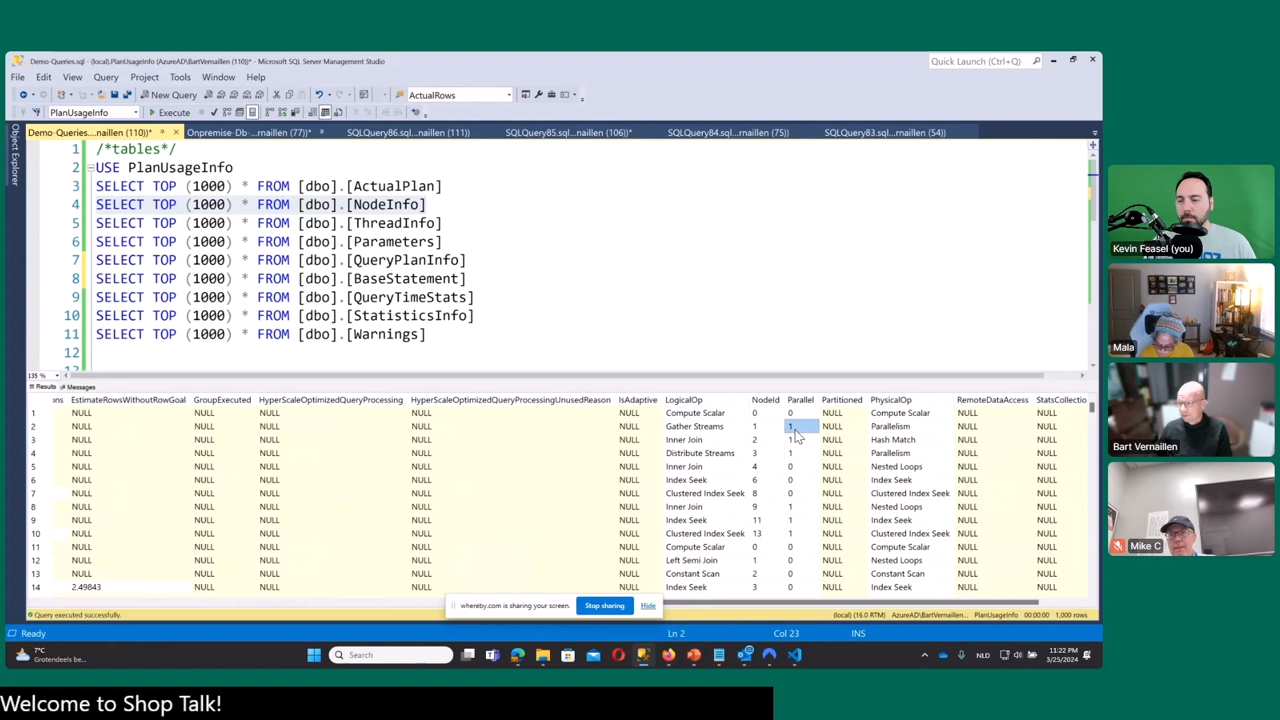 Demo-Queries.sql - (local).PlanUsageInfo (AzureAD\BartVernaillen (110))* - Microsoft SQL Server Management Studio
Quick Launch (Ctrl+Q)
File Edit View Query Project Tools Window Help
New Query
ActualRows
PlanUsageInfo
Execute
Demo-Queries....naillen (110))* Onpremise-Db-...rnaillen (77))* SQLQuery86.sql...naillen (111)) SQLQuery85.sql...naillen (106))* SQLQuery84.sql...rnaillen (75)) SQLQuery83.sql...rnaillen (54))
Object Explorer
1 /*tables*/
2 USE PlanUsageInfo
3 SELECT TOP (1000) * FROM [dbo].[ActualPlan]
4 SELECT TOP (1000) * FROM [dbo].[NodeInfo]
5 SELECT TOP (1000) * FROM [dbo].[ThreadInfo]
6 SELECT TOP (1000) * FROM [dbo].[Parameters]
7 SELECT TOP (1000) * FROM [dbo].[QueryPlanInfo]
8 SELECT TOP (1000) * FROM [dbo].[BaseStatement]
9 SELECT TOP (1000) * FROM [dbo].[QueryTimeStats]
10 SELECT TOP (1000) * FROM [dbo].[StatisticsInfo]
11 SELECT TOP (1000) * FROM [dbo].[Warnings]
12
135 %
Results Messages
ons EstimateRowsWithoutRowGoal GroupExecuted HyperScaleOptimizedQueryProcessing HyperScaleOptimizedQueryProcessingUnusedReason IsAdaptive LogicalOp NodeId Parallel Partitioned PhysicalOp RemoteDataAccess StatsCollectio
1 NULL NULL NULL NULL NULL Compute Scalar 0 0 NULL Compute Scalar NULL NULL
2 NULL NULL NULL NULL NULL Gather Streams 1 1 NULL Parallelism NULL NULL
3 NULL NULL NULL NULL NULL Inner Join 2 1 NULL Hash Match NULL NULL
4 NULL NULL NULL NULL NULL Distribute Streams 3 1 NULL Parallelism NULL NULL
5 NULL NULL NULL NULL NULL Inner Join 4 0 NULL Nested Loops NULL NULL
6 NULL NULL NULL NULL NULL Index Seek 6 0 NULL Index Seek NULL NULL
7 NULL NULL NULL NULL NULL Clustered Index Seek 8 0 NULL Clustered Index Seek NULL NULL
8 NULL NULL NULL NULL NULL Inner Join 9 1 NULL Nested Loops NULL NULL
9 NULL NULL NULL NULL NULL Index Seek 11 1 NULL Index Seek NULL NULL
10 NULL NULL NULL NULL NULL Clustered Index Seek 13 1 NULL Clustered Index Seek NULL NULL
11 NULL NULL NULL NULL NULL Compute Scalar 0 0 NULL Compute Scalar NULL NULL
12 NULL NULL NULL NULL NULL Left Semi Join 1 0 NULL Nested Loops NULL NULL
13 NULL NULL NULL NULL NULL Constant Scan 2 0 NULL Constant Scan NULL NULL
14 2.49843 NULL NULL NULL NULL Index Seek 3 0 NULL Index Seek NULL NULL
whereby.com is sharing your screen. Stop sharing Hide
Query executed successfully. (local) (16.0 RTM) AzureAD\BartVernaillen... PlanUsageInfo 00:00:00 1,000 rows
Ready Ln 2 Col 23 INS
7°C
Grotendeels be...
Search
NLD
11:22 PM
3/25/2024
Kevin Feasel (you)
Mala
Bart Vernaillen
Mike C
Welcome to Shop Talk!